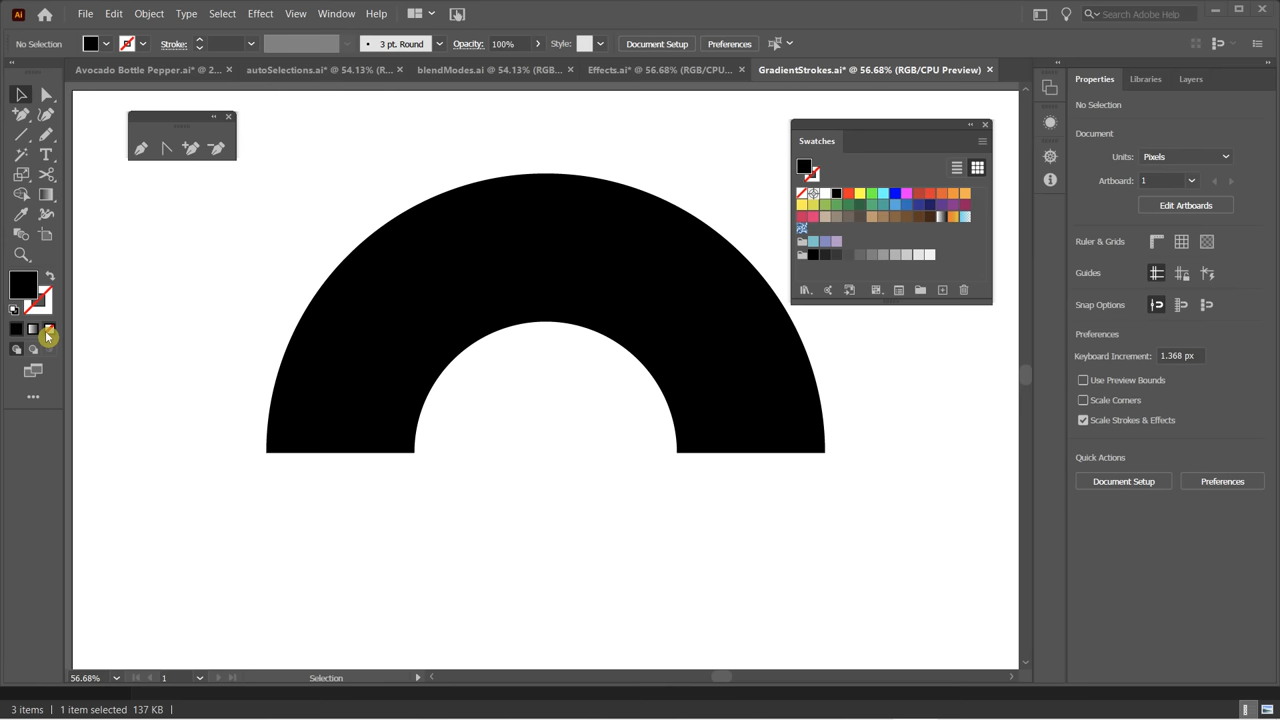 Ai File Edit Object Type Select Effect View Window Help Search Adobe Help
No Selection Stroke: 3 pt. Round Opacity: 100% Style: Document Setup Preferences
Avocado Bottle Pepper.ai* @ 2... × autoSelections.ai* @ 54.13% (R... × blendModes.ai @ 54.13% (RGB... × Effects.ai* @ 56.68% (RGB/CPU... × GradientStrokes.ai* @ 56.68% (RGB/CPU Preview) ×
Properties Libraries Layers
No Selection
Document
Swatches
Units: Pixels
Artboard: 1
Edit Artboards
Ruler & Grids
Guides
Snap Options
Preferences
Keyboard Increment: 1.368 px
Use Preview Bounds
Scale Corners
Scale Strokes & Effects
Quick Actions
Document Setup Preferences
56.68% 1 Selection
3 items 1 item selected 137 KB